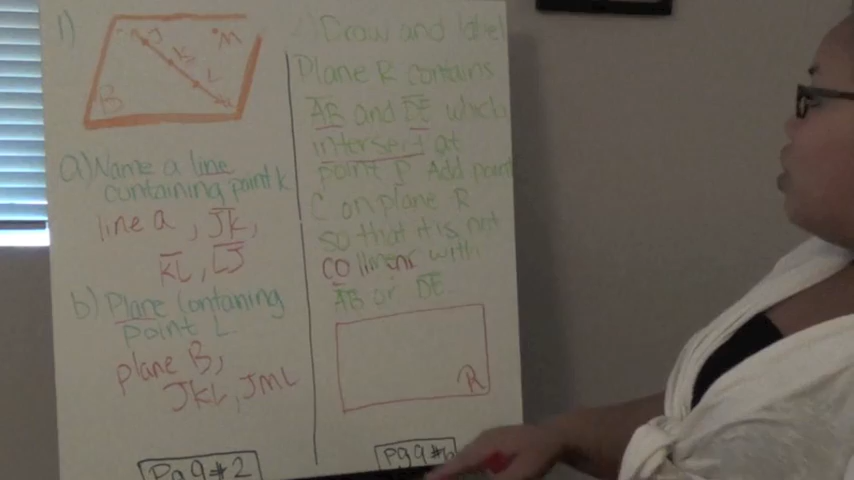 1)
J
K
L
a
M
B
a) Name a line
containing point K
line a, JK,
KL, LJ
b) Plane Contaning
point L.
plane B,
JKL, JML
Pg 9 #2
Draw and label
Plane R contains
AB and DE which
intersect at
point P. Add point
C on plane R
so that it is not
colinear with
AB or DE.
R
Pg 9 #